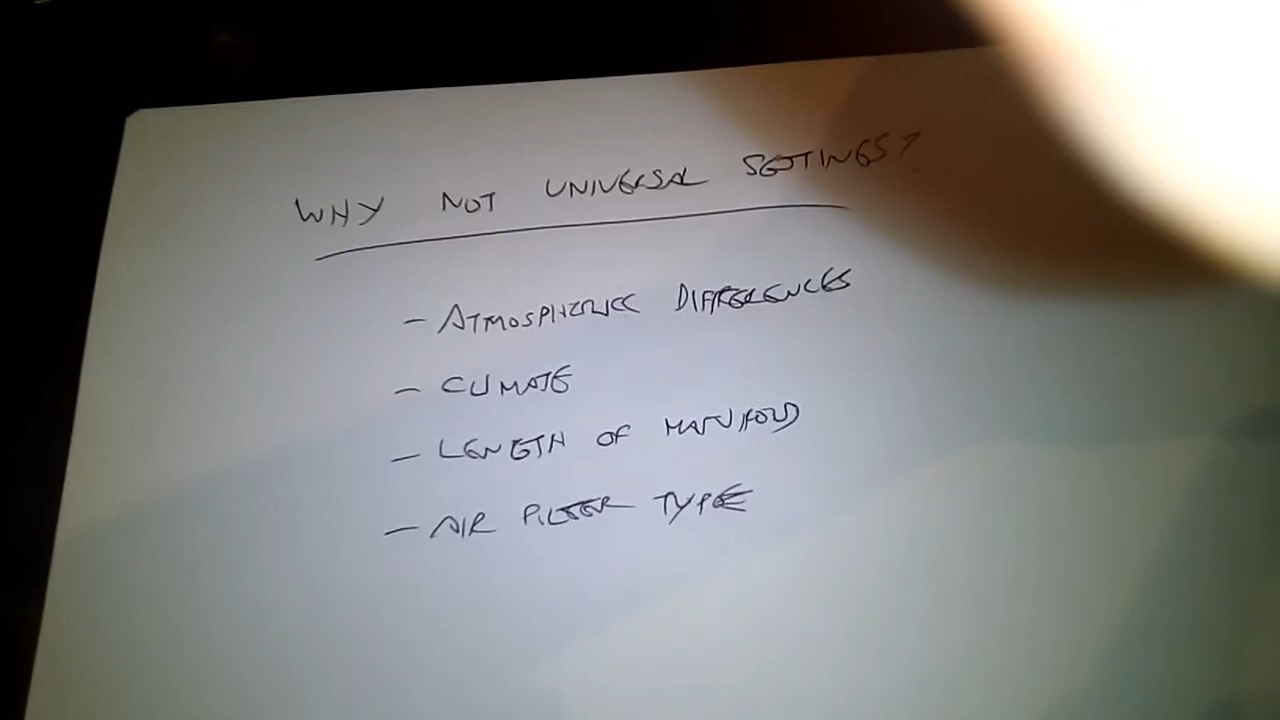 WHY NOT UNIVERSAL SETTINGS?
- ATMOSPHERIC DIFFERENCES
- CLIMATE
- LENGTH OF MANIFOLD
- AIR FILTER TYPE